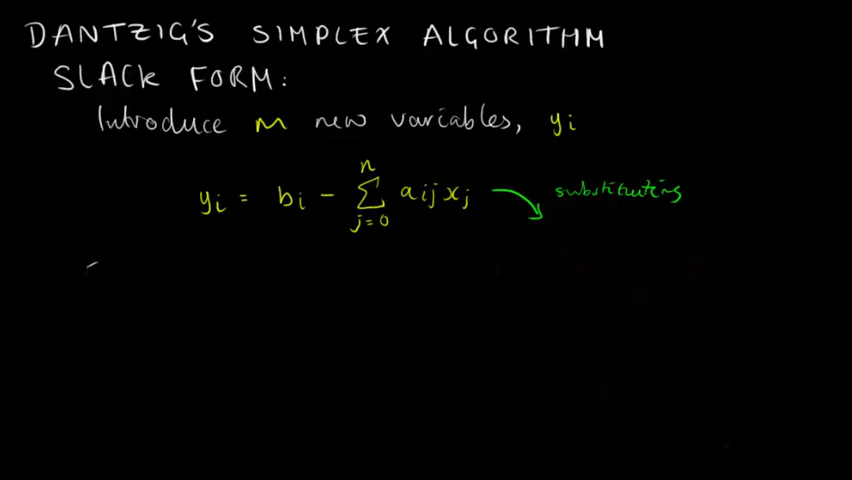 DANTZIG'S SIMPLEX ALGORITHM
SLACK FORM:
Introduce m new variables, yi
yi = bi - n ∑ j=0 aij xj substituting